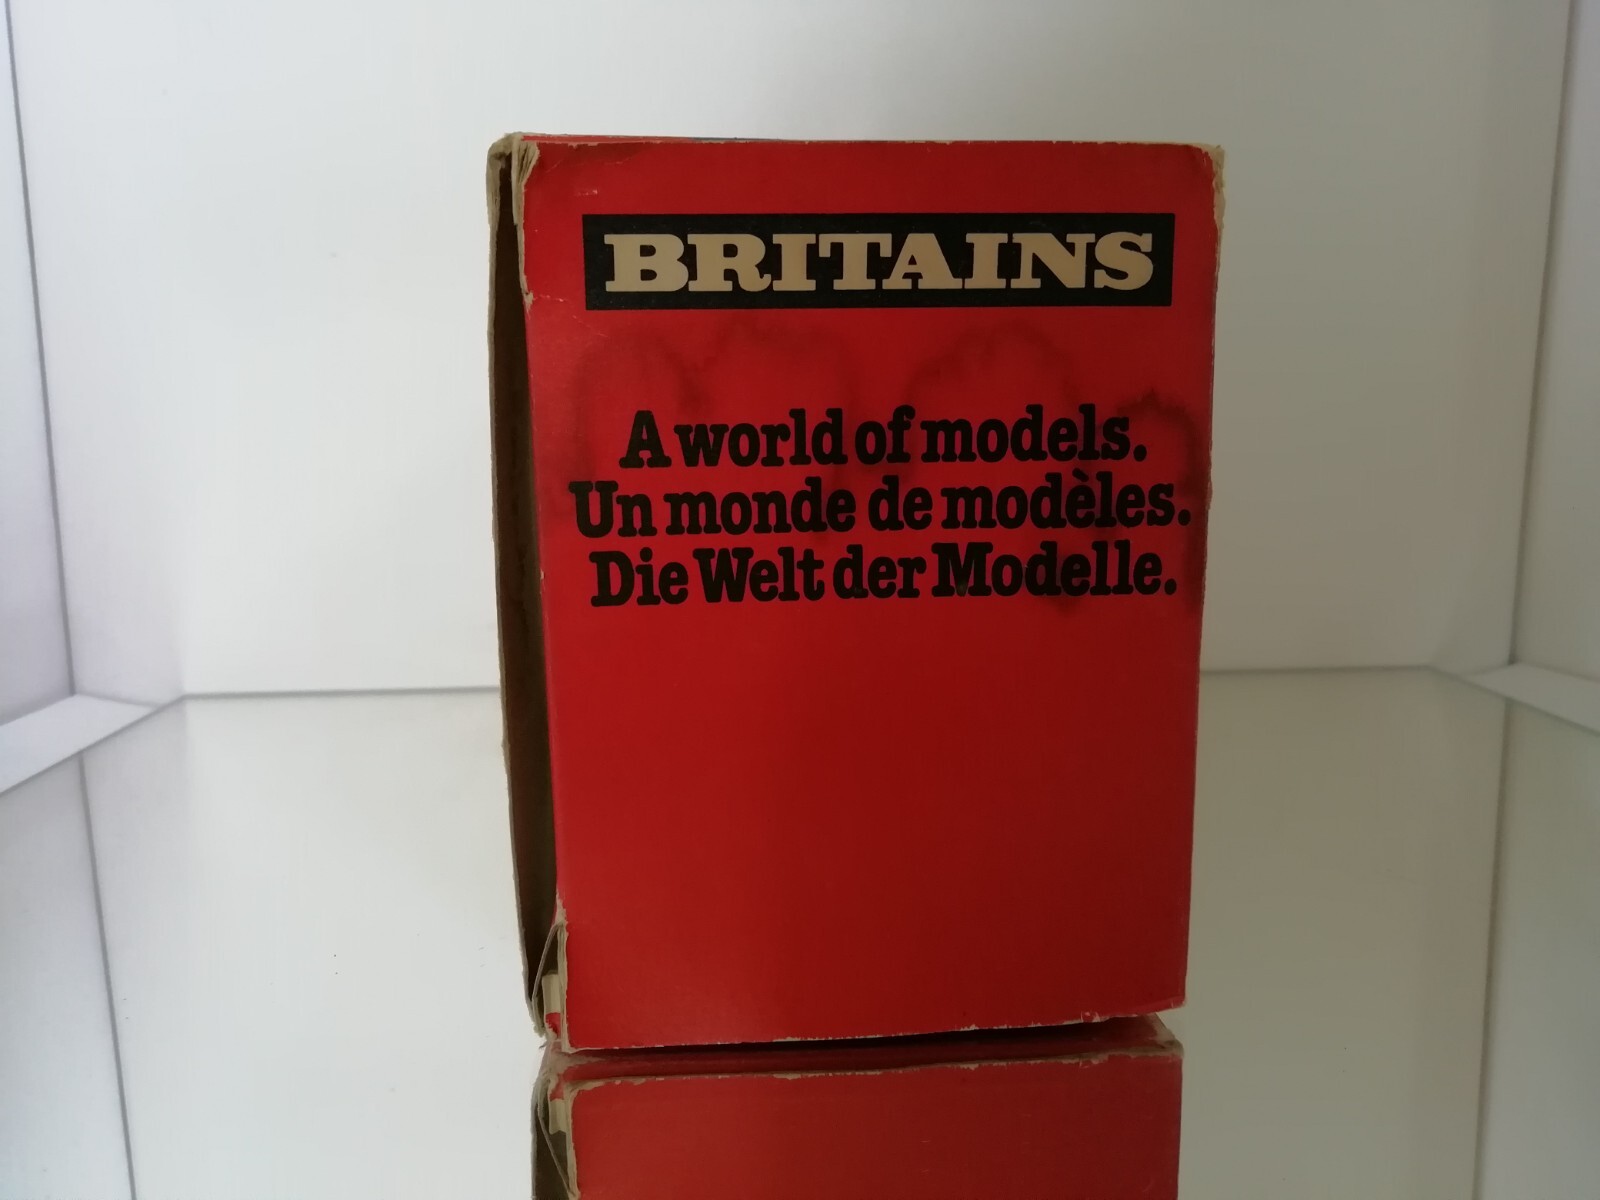 BRITAINS
A world of models.
Un monde de modèles.
Die Welt der Modelle.